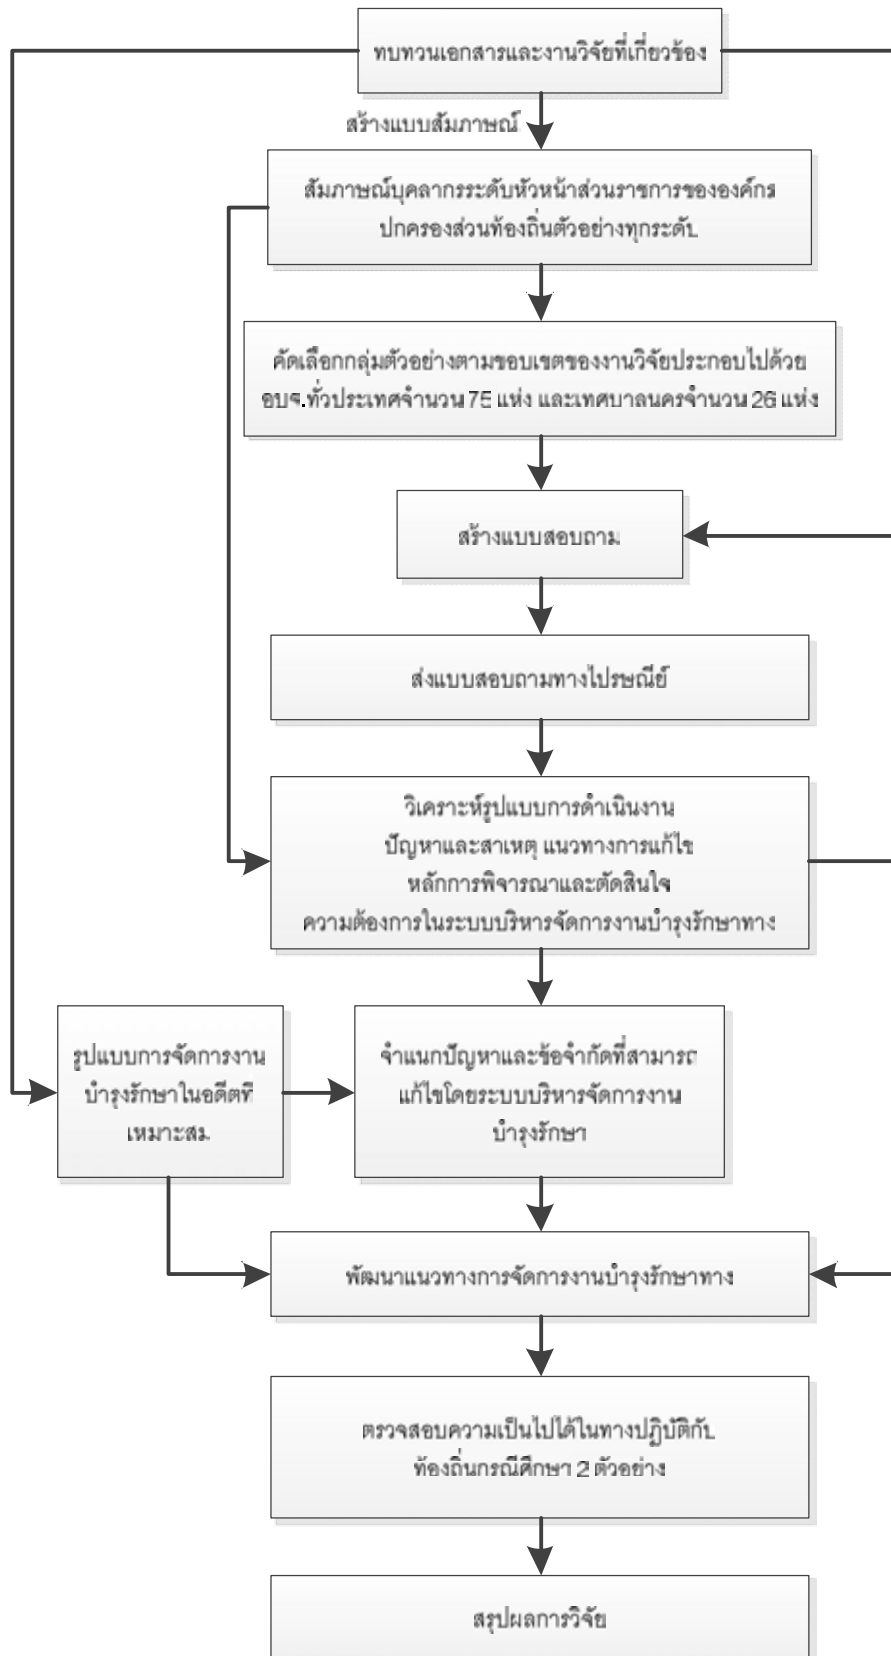 ทบทวนเอกสารและงานวิจัยที่เกี่ยวข้อง
สร้างแบบสัมภาษณ์
สัมภาษณ์บุคลากรระดับหัวหน้าส่วนราชการขององค์กร
ปกครองส่วนท้องถิ่นตัวอย่างทุกระดับ
คัดเลือกกลุ่มตัวอย่างตามขอบเขตของงานวิจัยประกอบไปด้วย
อบจ.ทั่วประเทศจำนวน 75 แห่ง และเทศบาลนครจำนวน 26 แห่ง
สร้างแบบสอบถาม
ส่งแบบสอบถามทางไปรษณีย์
วิเคราะห์รูปแบบการดำเนินงาน
ปัญหาและสาเหตุ แนวทางการแก้ไข
หลักการพิจารณาและตัดสินใจ
ความต้องการในระบบบริหารจัดการงานบำรุงรักษาทาง
รูปแบบการจัดการงาน
บำรุงรักษาในอดีตที่
เหมาะสม
จำแนกปัญหาและข้อจำกัดที่สามารถ
แก้ไขโดยระบบบริหารจัดการงาน
บำรุงรักษา
พัฒนาแนวทางการจัดการงานบำรุงรักษาทาง
ตรวจสอบความเป็นไปได้ในทางปฏิบัติกับ
ท้องถิ่นกรณีศึกษา 2 ตัวอย่าง
สรุปผลการวิจัย